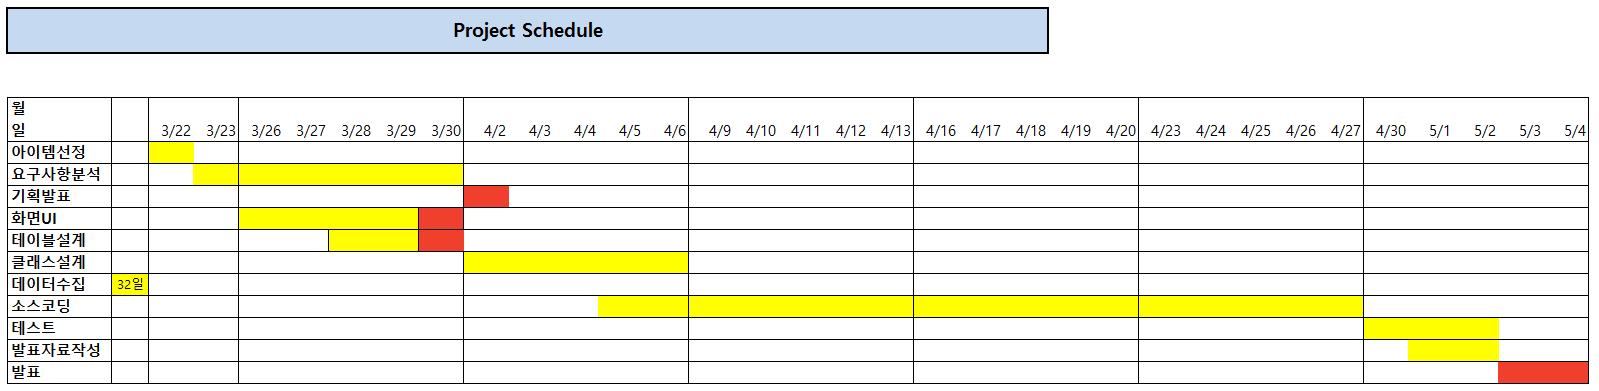 Project Schedule
월
일 3/22 3/23 3/26 3/27 3/28 3/29 3/30 4/2 4/3 4/4 4/5 4/6 4/9 4/10 4/11 4/12 4/13 4/16 4/17 4/18 4/19 4/20 4/23 4/24 4/25 4/26 4/27 4/30 5/1 5/2 5/3 5/4
아이템선정
요구사항분석
기획발표
화면UI
테이블설계
클래스설계
데이터수집 32일
소스코딩
테스트
발표자료작성
발표